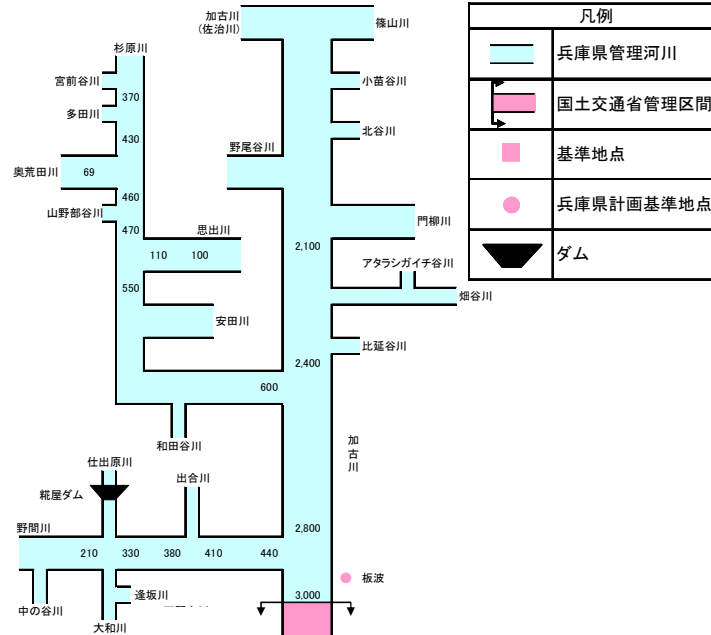 加古川
(佐治川)
篠山川
杉原川
宮前谷川
370
多田川
430
奥荒田川
69
460
山野部谷川
470
思出川
110
100
550
安田川
600
和田谷川
小苗谷川
北谷川
野尾谷川
門柳川
2,100
アタラシガイチ谷川
畑谷川
比延谷川
2,400
加古川
仕出原川
糀屋ダム
出合川
野間川
210
330
380
410
440
2,800
板波
3,000
中の谷川
逢坂川
大和川
凡例
兵庫県管理河川
国土交通省管理区間
基準地点
兵庫県計画基準地点
ダム